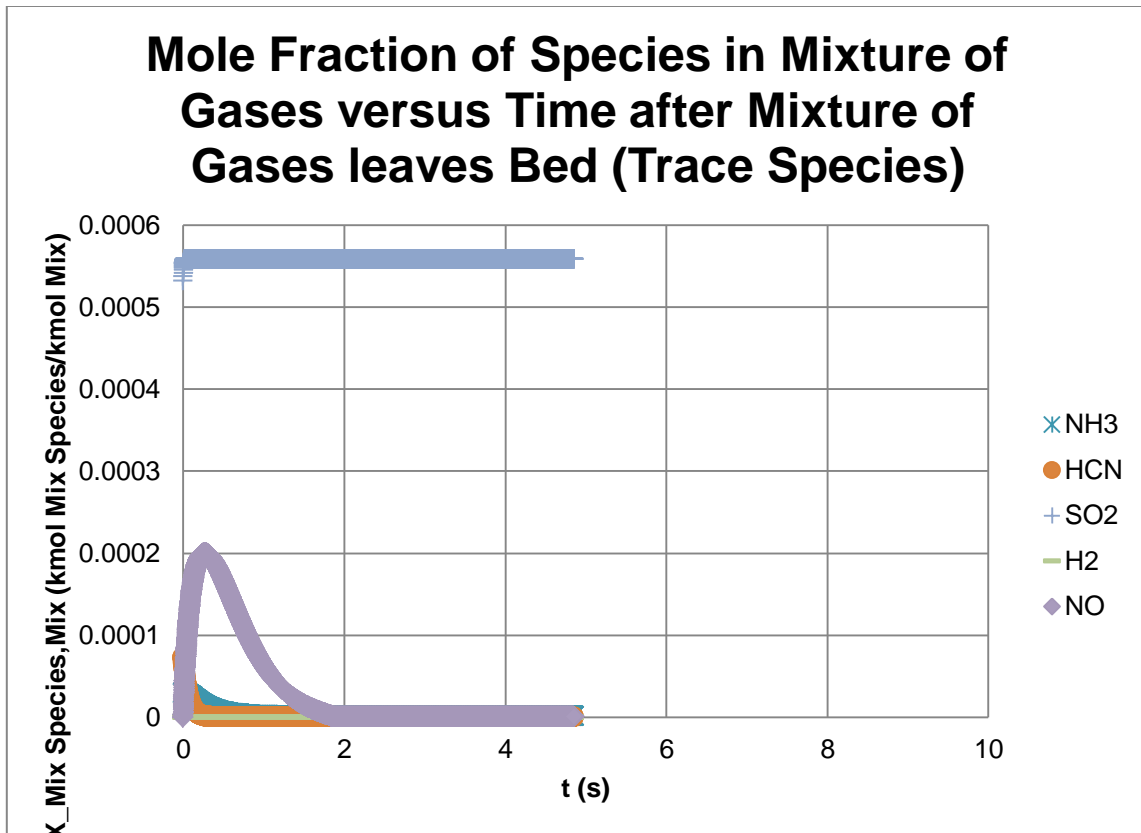 Mole Fraction of Species in Mixture of
Gases versus Time after Mixture of
Gases leaves Bed (Trace Species)
X_Mix Species,Mix (kmol Mix Species/kmol Mix)
0.0006
0.0005
0.0004
0.0003
0.0002
0.0001
0
0 2 4 6 8 10
t (s)
NH3
HCN
SO2
H2
NO